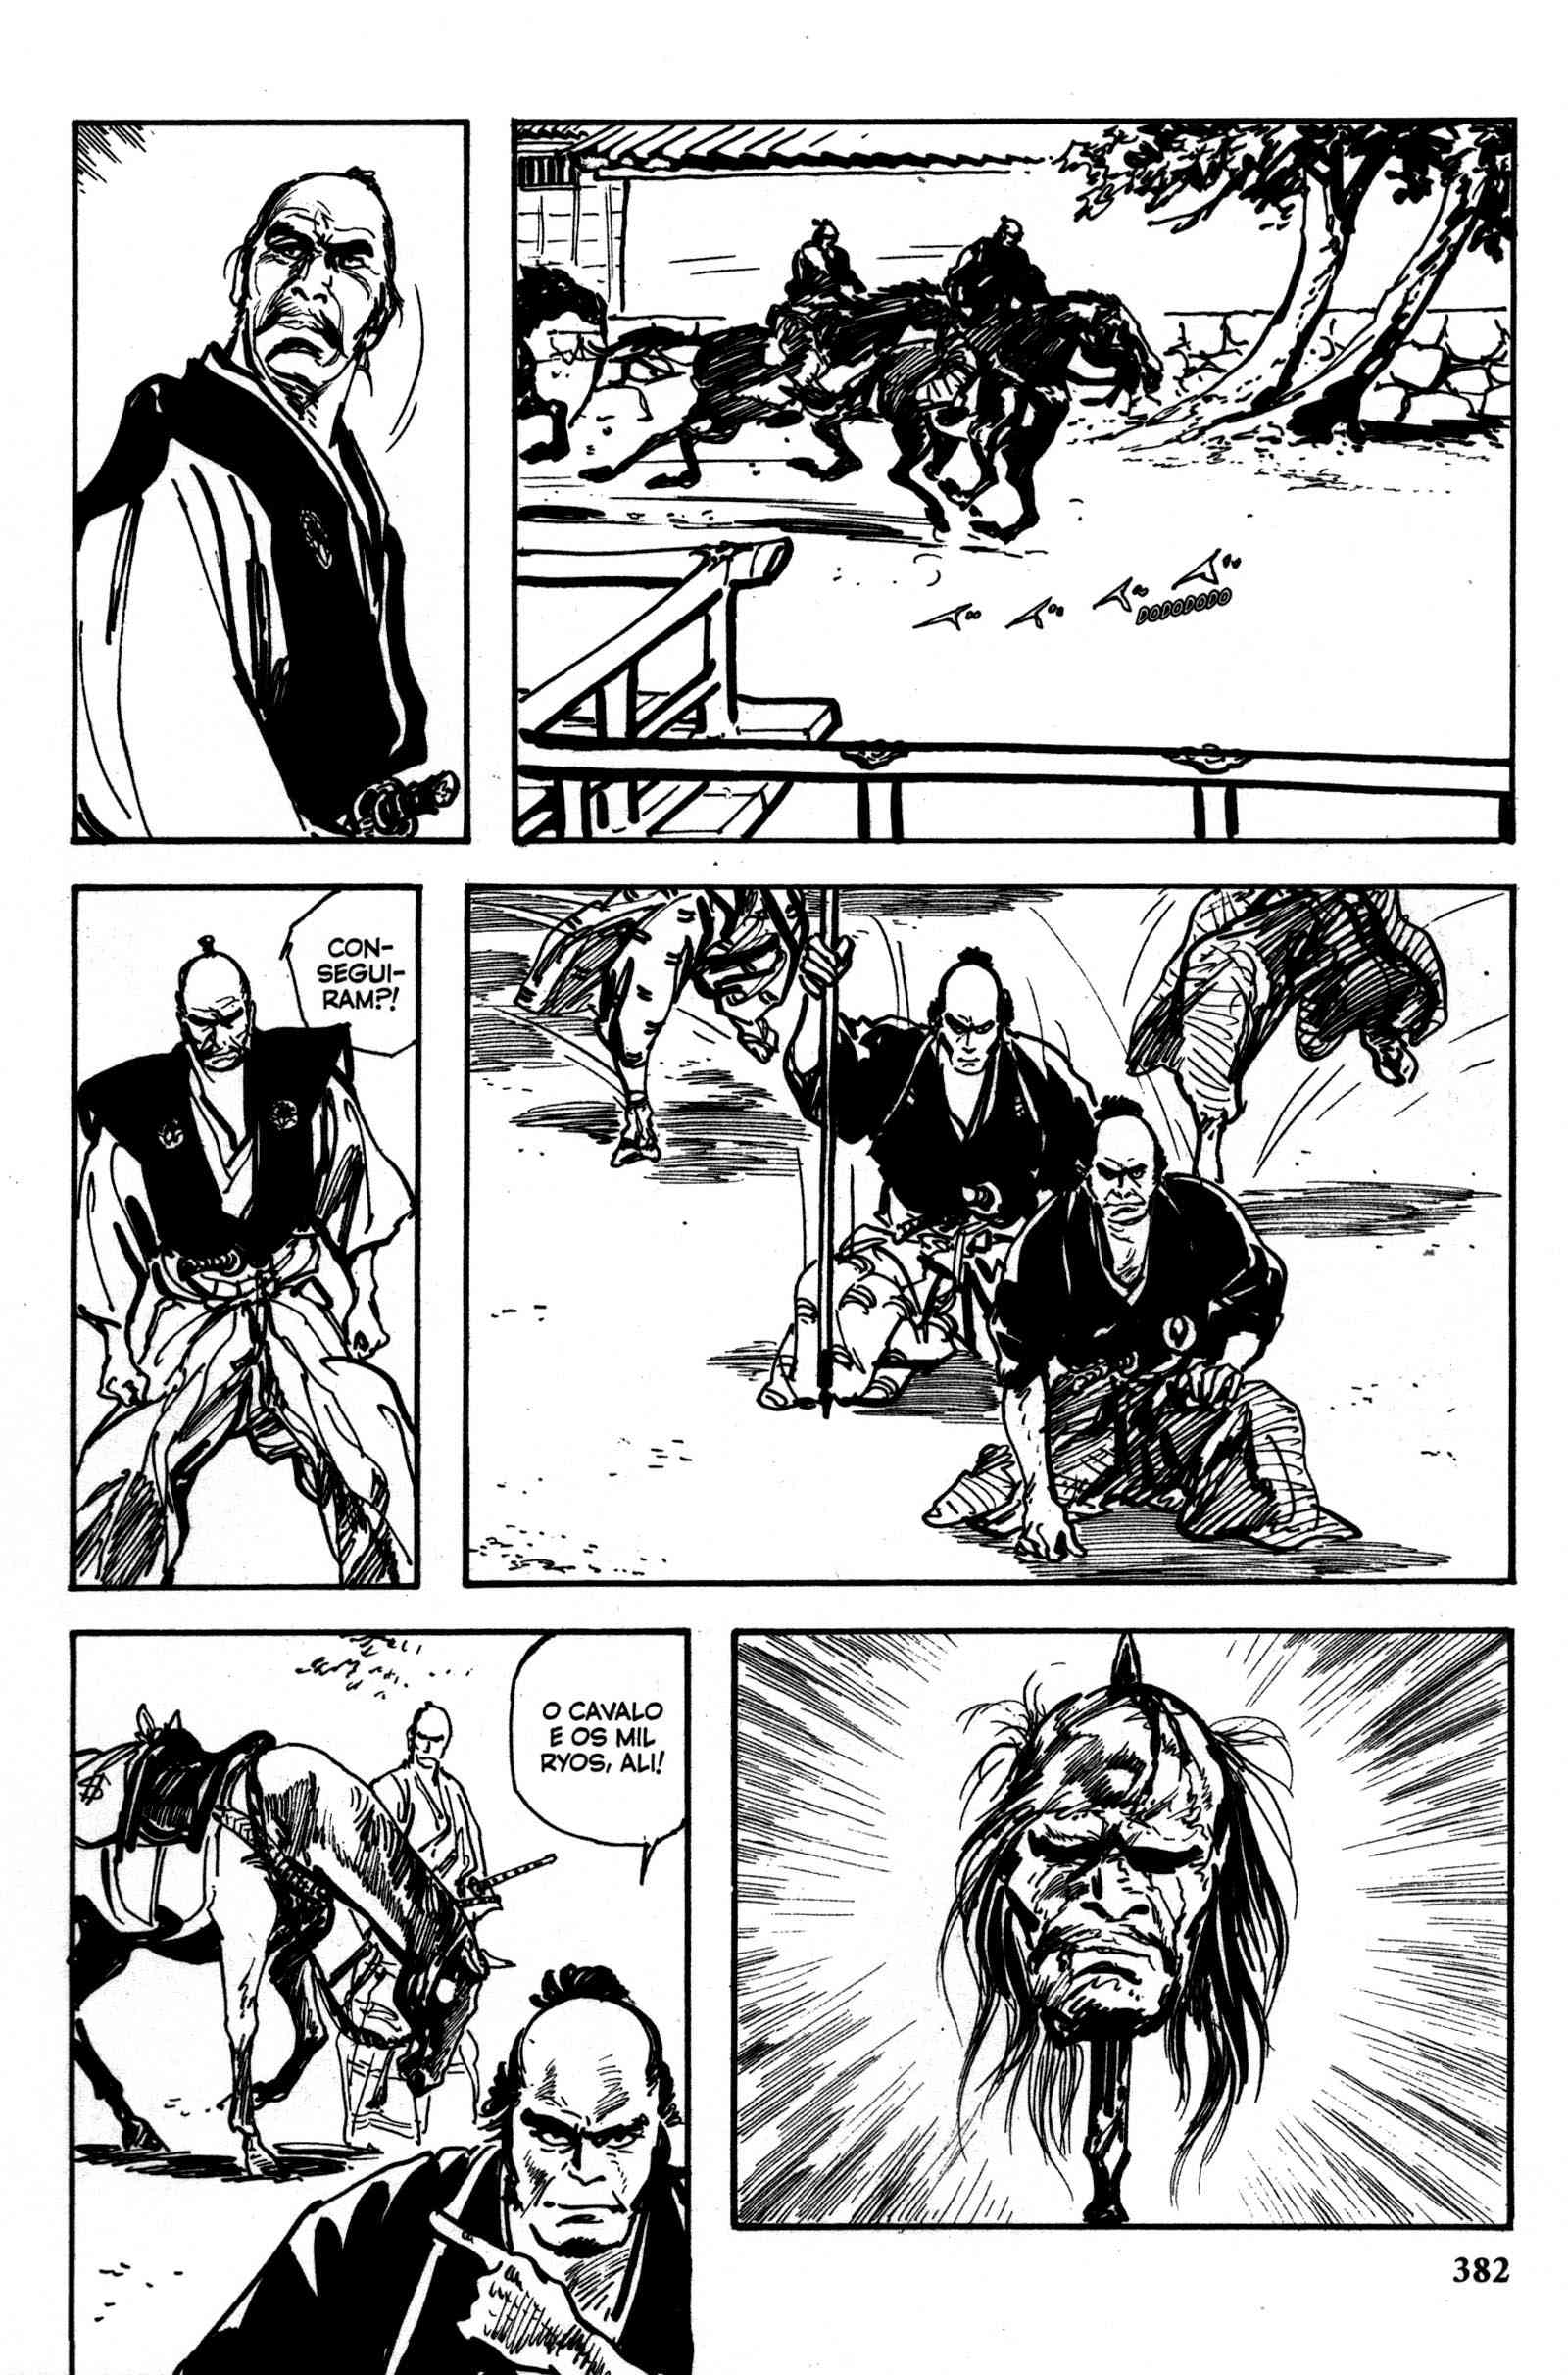 DODODODO
CON-
SEGUI-
RAM?!
O CAVALO
E OS MIL
RYOS, ALI!
382